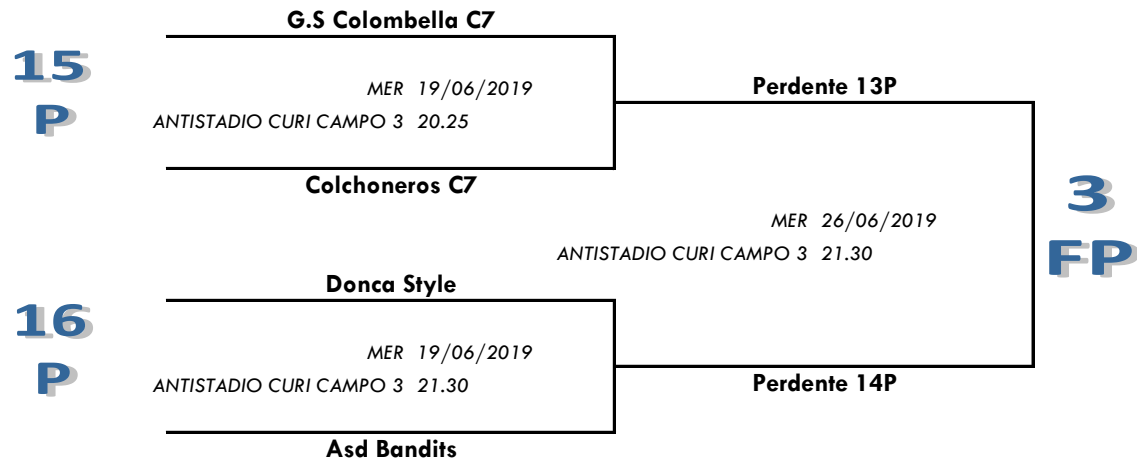 G.S Colombella C7
15
P
MER 19/06/2019
ANTISTADIO CURI CAMPO 3 20.25
Colchoneros C7
Perdente 13P
MER 26/06/2019
ANTISTADIO CURI CAMPO 3 21.30
3
FP
Donca Style
16
P
MER 19/06/2019
ANTISTADIO CURI CAMPO 3 21.30
Asd Bandits
Perdente 14P